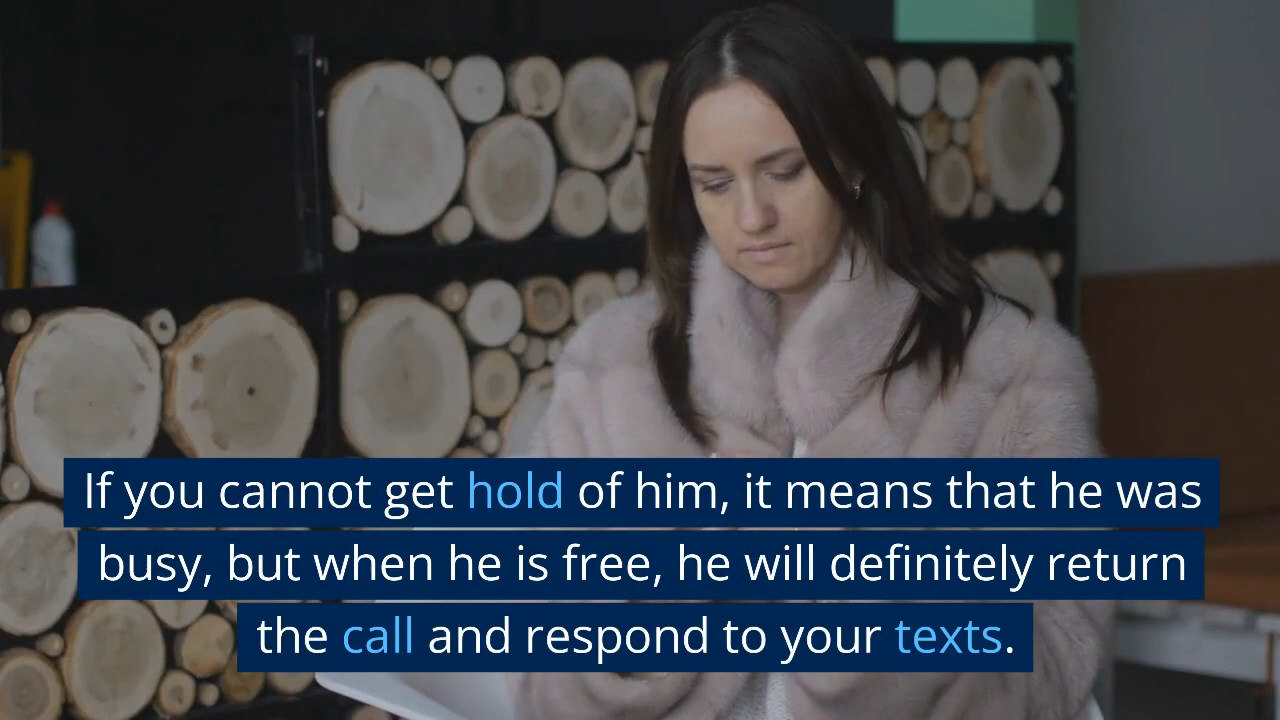 If you cannot get hold of him, it means that he was
busy, but when he is free, he will definitely return
the call and respond to your texts.